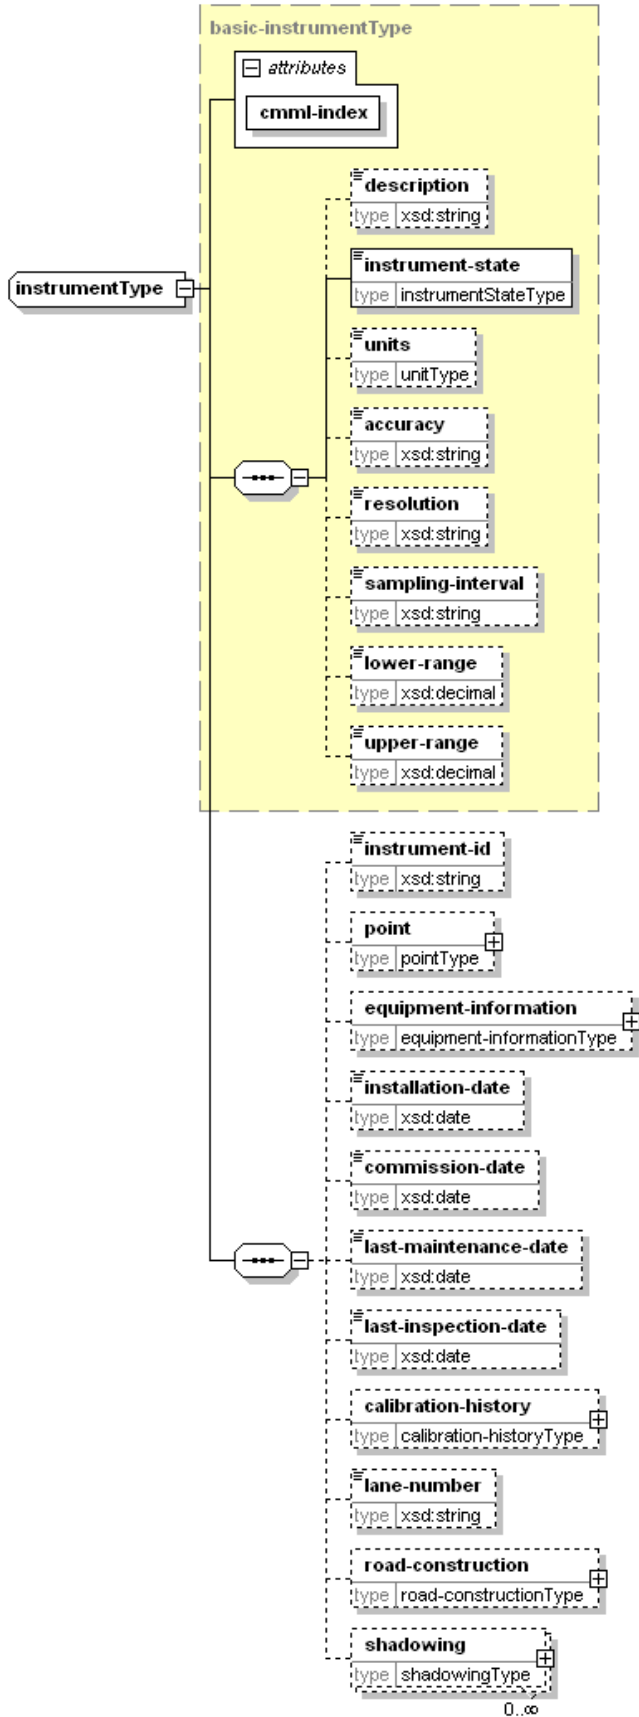 basic-instrumentType
attributes
cmml-index
description
type xsd:string
instrument-state
type instrumentStateType
instrumentType
units
type unitType
accuracy
type xsd:string
resolution
type xsd:string
sampling-interval
type xsd:string
lower-range
type xsd:decimal
upper-range
type xsd:decimal
instrument-id
type xsd:string
point
type pointType
equipment-information
type equipment-informationType
installation-date
type xsd:date
commission-date
type xsd:date
last-maintenance-date
type xsd:date
last-inspection-date
type xsd:date
calibration-history
type calibration-historyType
lane-number
type xsd:string
road-construction
type road-constructionType
shadowing
type shadowingType
0..∞